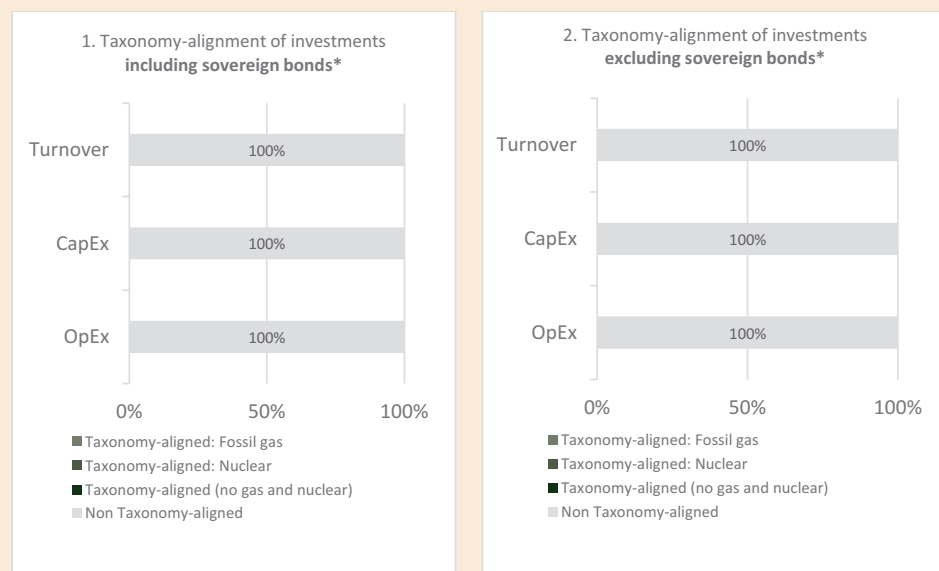 1. Taxonomy-alignment of investments
including sovereign bonds*
Turnover
100%
CapEx
100%
OpEx
100%
0% 50% 100%
Taxonomy-aligned: Fossil gas
Taxonomy-aligned: Nuclear
Taxonomy-aligned (no gas and nuclear)
Non Taxonomy-aligned
2. Taxonomy-alignment of investments
excluding sovereign bonds*
Turnover
100%
CapEx
100%
OpEx
100%
0% 50% 100%
Taxonomy-aligned: Fossil gas
Taxonomy-aligned: Nuclear
Taxonomy-aligned (no gas and nuclear)
Non Taxonomy-aligned